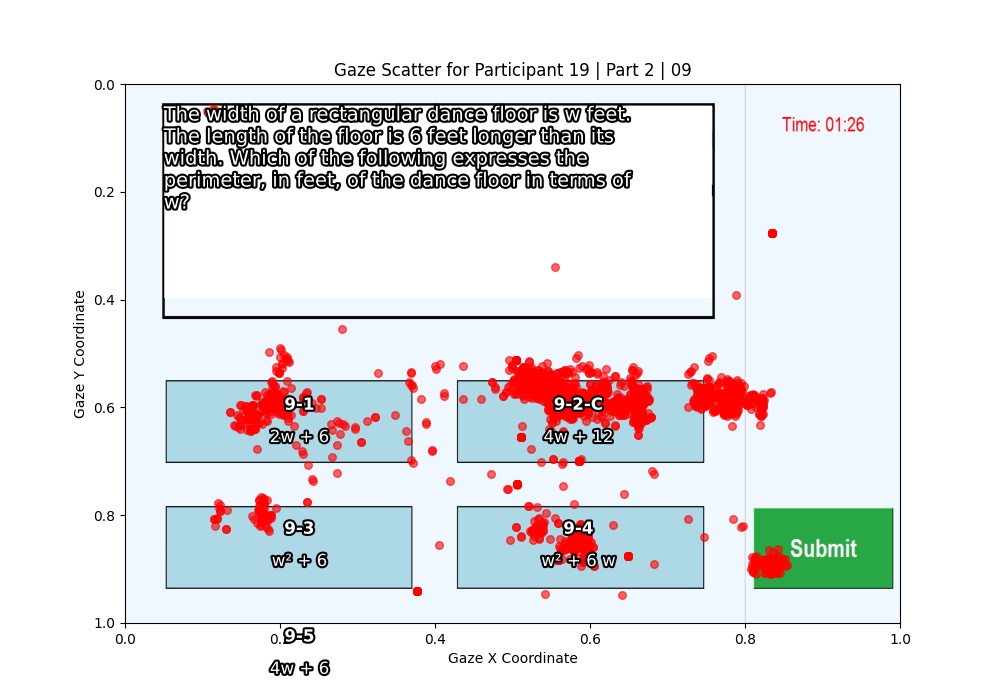 Gaze Scatter for Participant 19 | Part 2 | 09
The width of a rectangular dance floor is w feet.
The length of the floor is 6 feet longer than its
width. Which of the following expresses the
perimeter, in feet, of the dance floor in terms of
w?
Time: 01:26
9-1
2w + 6
9-2-C
4w + 12
9-3
w² + 6
9-4
w² + 6 w
Submit
9-5
4w + 6
Gaze Y Coordinate
0.0
0.2
0.4
0.6
0.8
1.0
0.0 0.2 0.4 0.6 0.8 1.0
Gaze X Coordinate